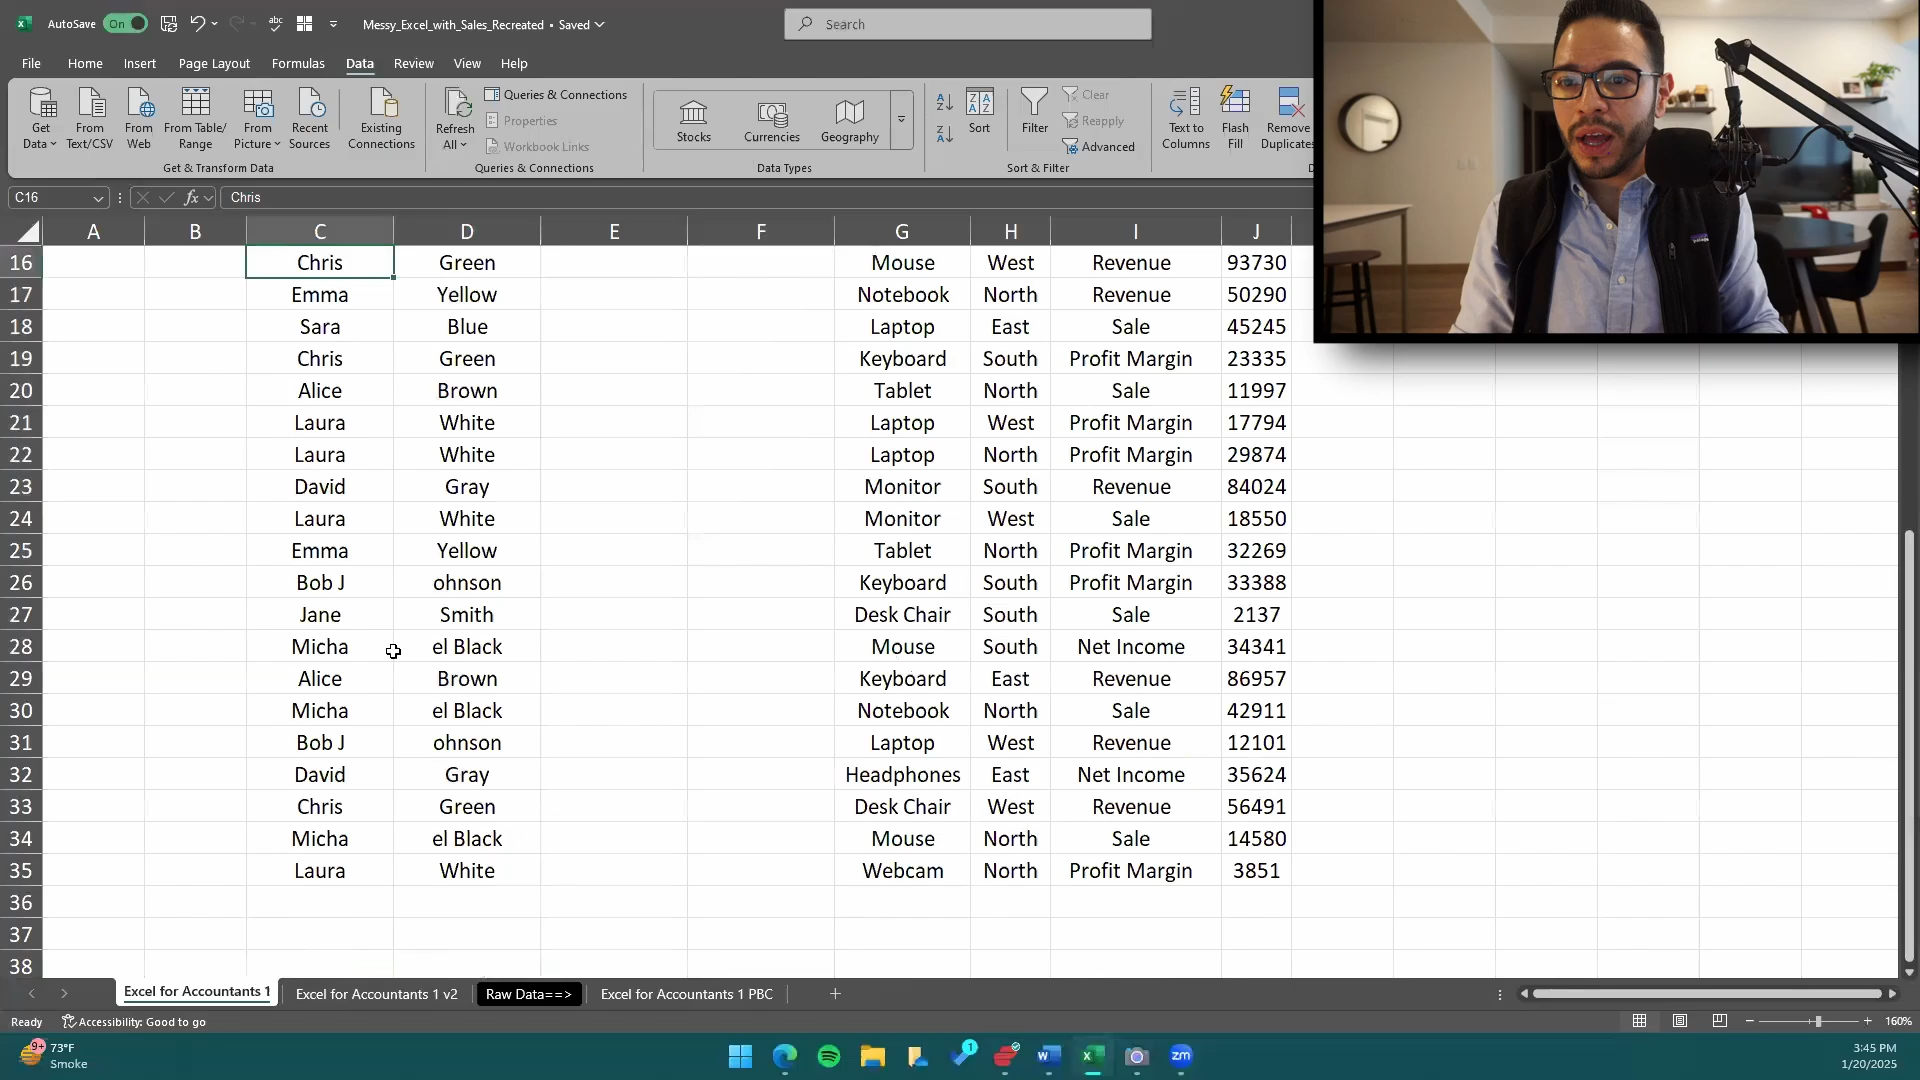 AutoSave On abc Messy_Excel_with_Sales_Recreated • Saved Search
File Home Insert Page Layout Formulas Data Review View Help
Get Data From Text/CSV From Web From Table/ Range From Picture Recent Sources Existing Connections
Get & Transform Data
Refresh All Queries & Connections
Properties
Workbook Links
Queries & Connections
Stocks Currencies Geography
Data Types
Sort Filter Clear
Reapply
Advanced
Sort & Filter
Text to Columns Flash Fill Remove Duplicates
C16 fx Chris
A B C D E F G H I J
16 Chris Green Mouse West Revenue 93730
17 Emma Yellow Notebook North Revenue 50290
18 Sara Blue Laptop East Sale 45245
19 Chris Green Keyboard South Profit Margin 23335
20 Alice Brown Tablet North Sale 11997
21 Laura White Laptop West Profit Margin 17794
22 Laura White Laptop North Profit Margin 29874
23 David Gray Monitor South Revenue 84024
24 Laura White Monitor West Sale 18550
25 Emma Yellow Tablet North Profit Margin 32269
26 Bob J ohnson Keyboard South Profit Margin 33388
27 Jane Smith Desk Chair South Sale 2137
28 Micha el Black Mouse South Net Income 34341
29 Alice Brown Keyboard East Revenue 86957
30 Micha el Black Notebook North Sale 42911
31 Bob J ohnson Laptop West Revenue 12101
32 David Gray Headphones East Net Income 35624
33 Chris Green Desk Chair West Revenue 56491
34 Micha el Black Mouse North Sale 14580
35 Laura White Webcam North Profit Margin 3851
36
37
38
Excel for Accountants 1 Excel for Accountants 1 v2 Raw Data==> Excel for Accountants 1 PBC
Ready Accessibility: Good to go 160%
9+ 73°F
Smoke
1
zm
3:45 PM
1/20/2025